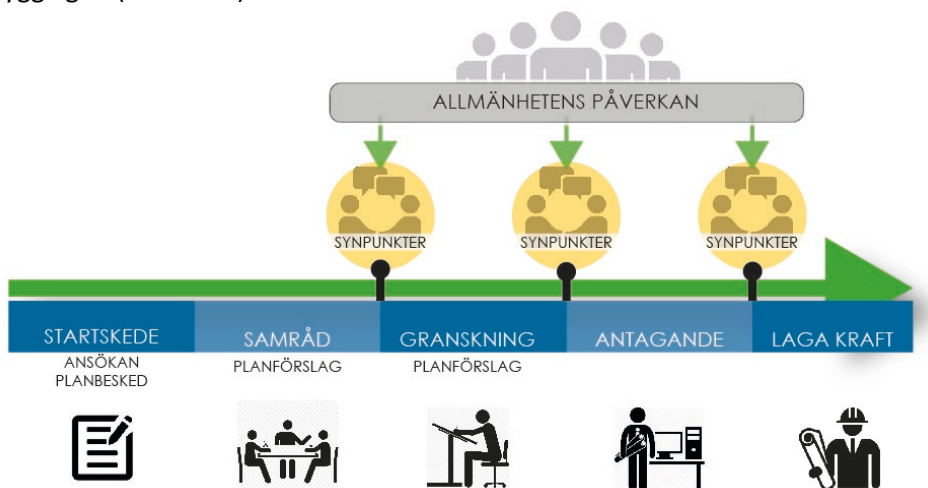 ALLMÄNHETENS PÅVERKAN
SYNPUNKTER
SYNPUNKTER
SYNPUNKTER
STARTSKEDE
SAMRÅD
GRANSKNING
ANTAGANDE
LAGA KRAFT
ANSÖKAN
PLANBESKED
PLANFÖRSLAG
PLANFÖRSLAG